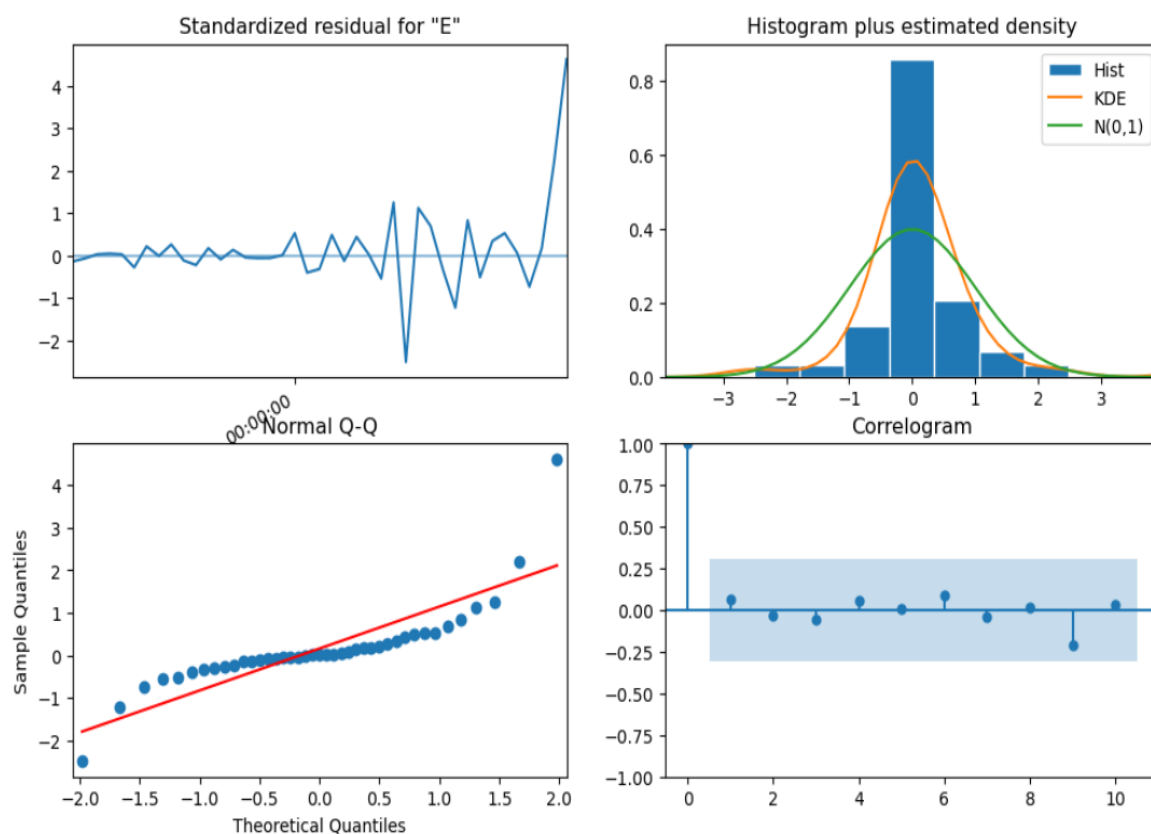 Standardized residual for "E"
4
3
2
1
0
−1
−2
00:00:00
Histogram plus estimated density
Hist
KDE
N(0,1)
0.8
0.6
0.4
0.2
0.0
−3 −2 −1 0 1 2 3
Normal Q-Q
Sample Quantiles
4
3
2
1
0
−1
−2
−2.0 −1.5 −1.0 −0.5 0.0 0.5 1.0 1.5 2.0
Theoretical Quantiles
Correlogram
1.00
0.75
0.50
0.25
0.00
−0.25
−0.50
−0.75
−1.00
0 2 4 6 8 10